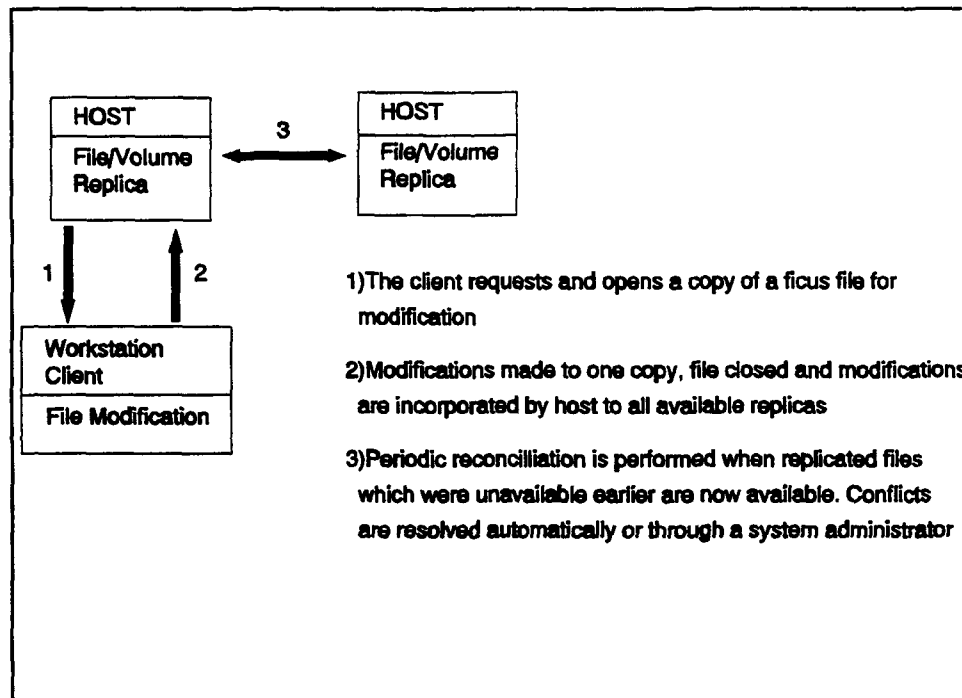 HOST
File/Volume
Replica
3
HOST
File/Volume
Replica
1
2
Workstation
Client
File Modification
1)The client requests and opens a copy of a ficus file for
modification
2)Modifications made to one copy, file closed and modifications
are incorporated by host to all available replicas
3)Periodic reconcilliation is performed when replicated files
which were unavailable earlier are now available. Conflicts
are resolved automatically or through a system administrator